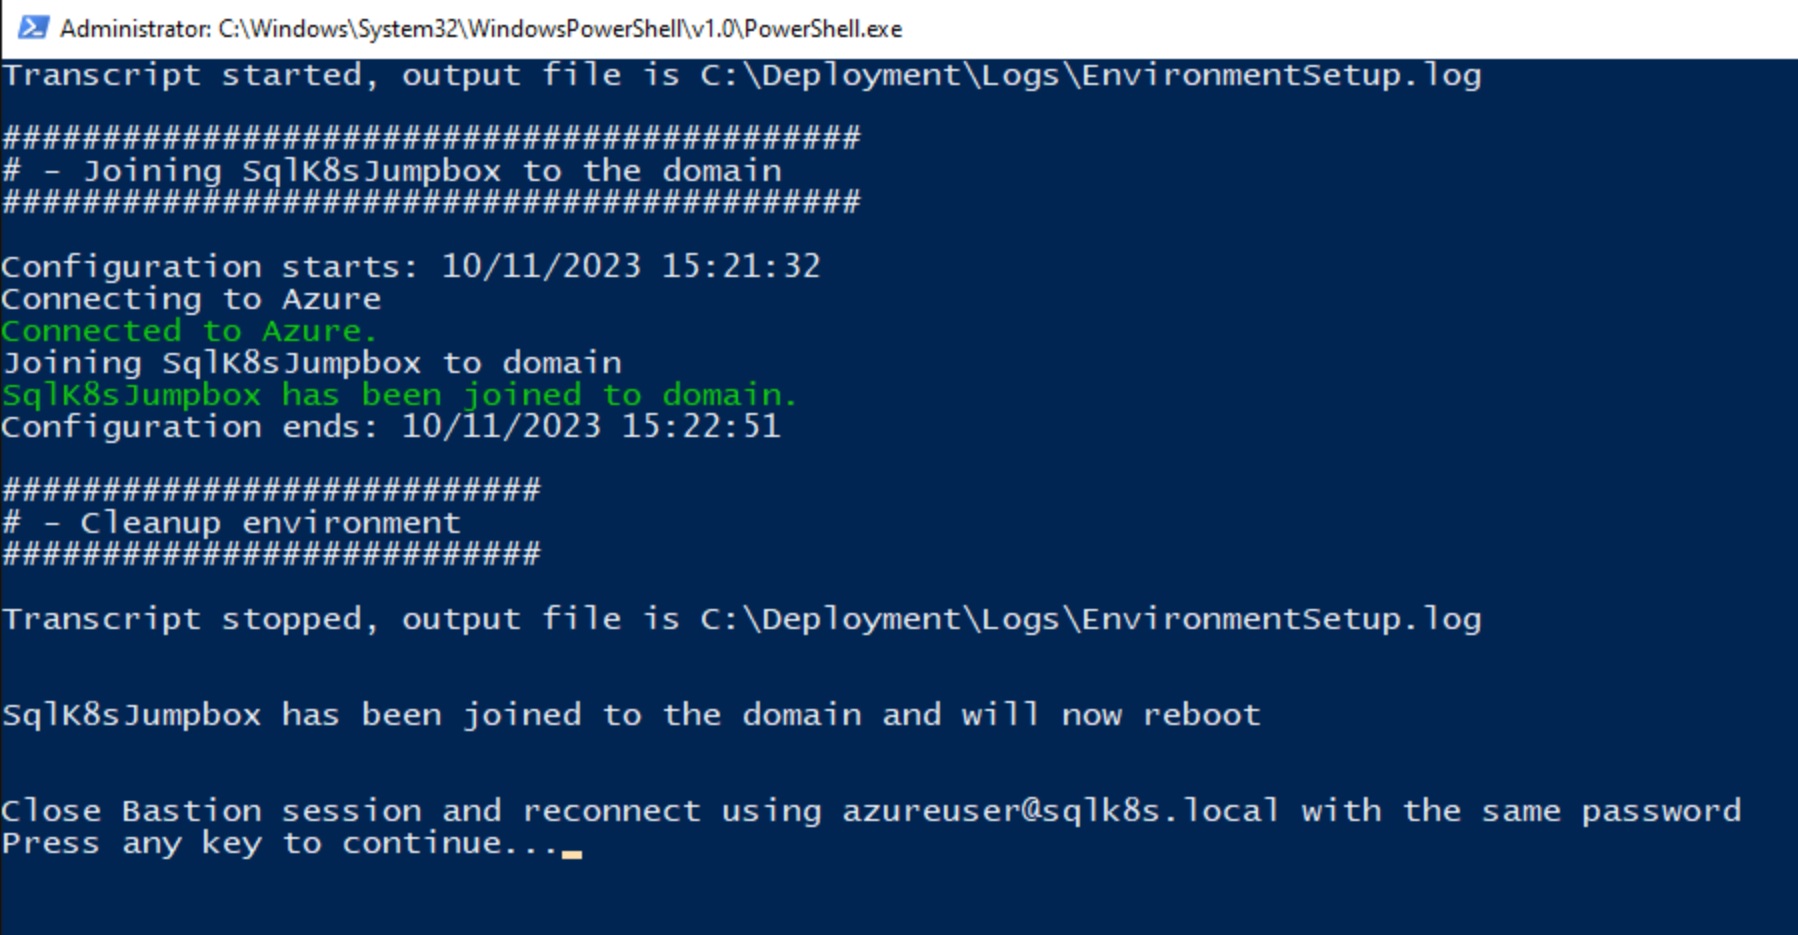 Administrator: C:\Windows\System32\WindowsPowerShell\v1.0\PowerShell.exe
Transcript started, output file is C:\Deployment\Logs\EnvironmentSetup.log
###########################################
# - Joining SqlK8sJumpbox to the domain
###########################################
Configuration starts: 10/11/2023 15:21:32
Connecting to Azure
Connected to Azure.
Joining SqlK8sJumpbox to domain
SqlK8sJumpbox has been joined to domain.
Configuration ends: 10/11/2023 15:22:51
###########################
# - Cleanup environment
###########################
Transcript stopped, output file is C:\Deployment\Logs\EnvironmentSetup.log
SqlK8sJumpbox has been joined to the domain and will now reboot
Close Bastion session and reconnect using azureuser@sqlk8s.local with the same password
Press any key to continue...